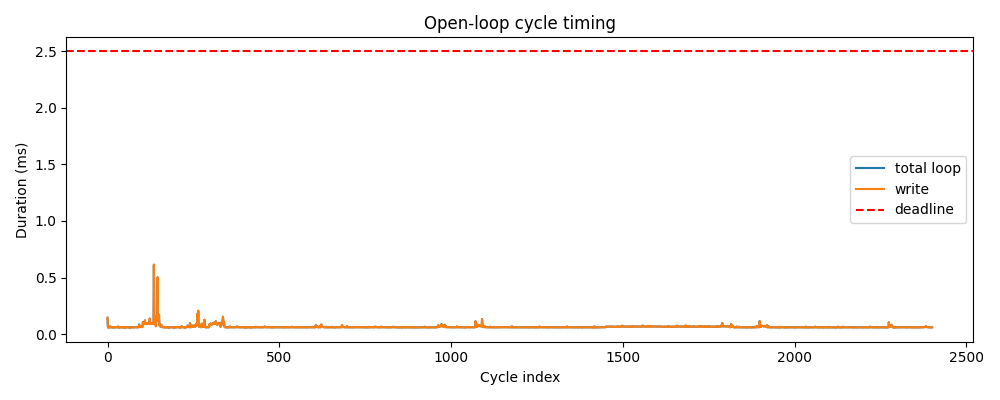 Open-loop cycle timing
Duration (ms)
2.5
2.0
1.5
1.0
0.5
0.0
total loop
write
deadline
0
500
1000
1500
2000
2500
Cycle index